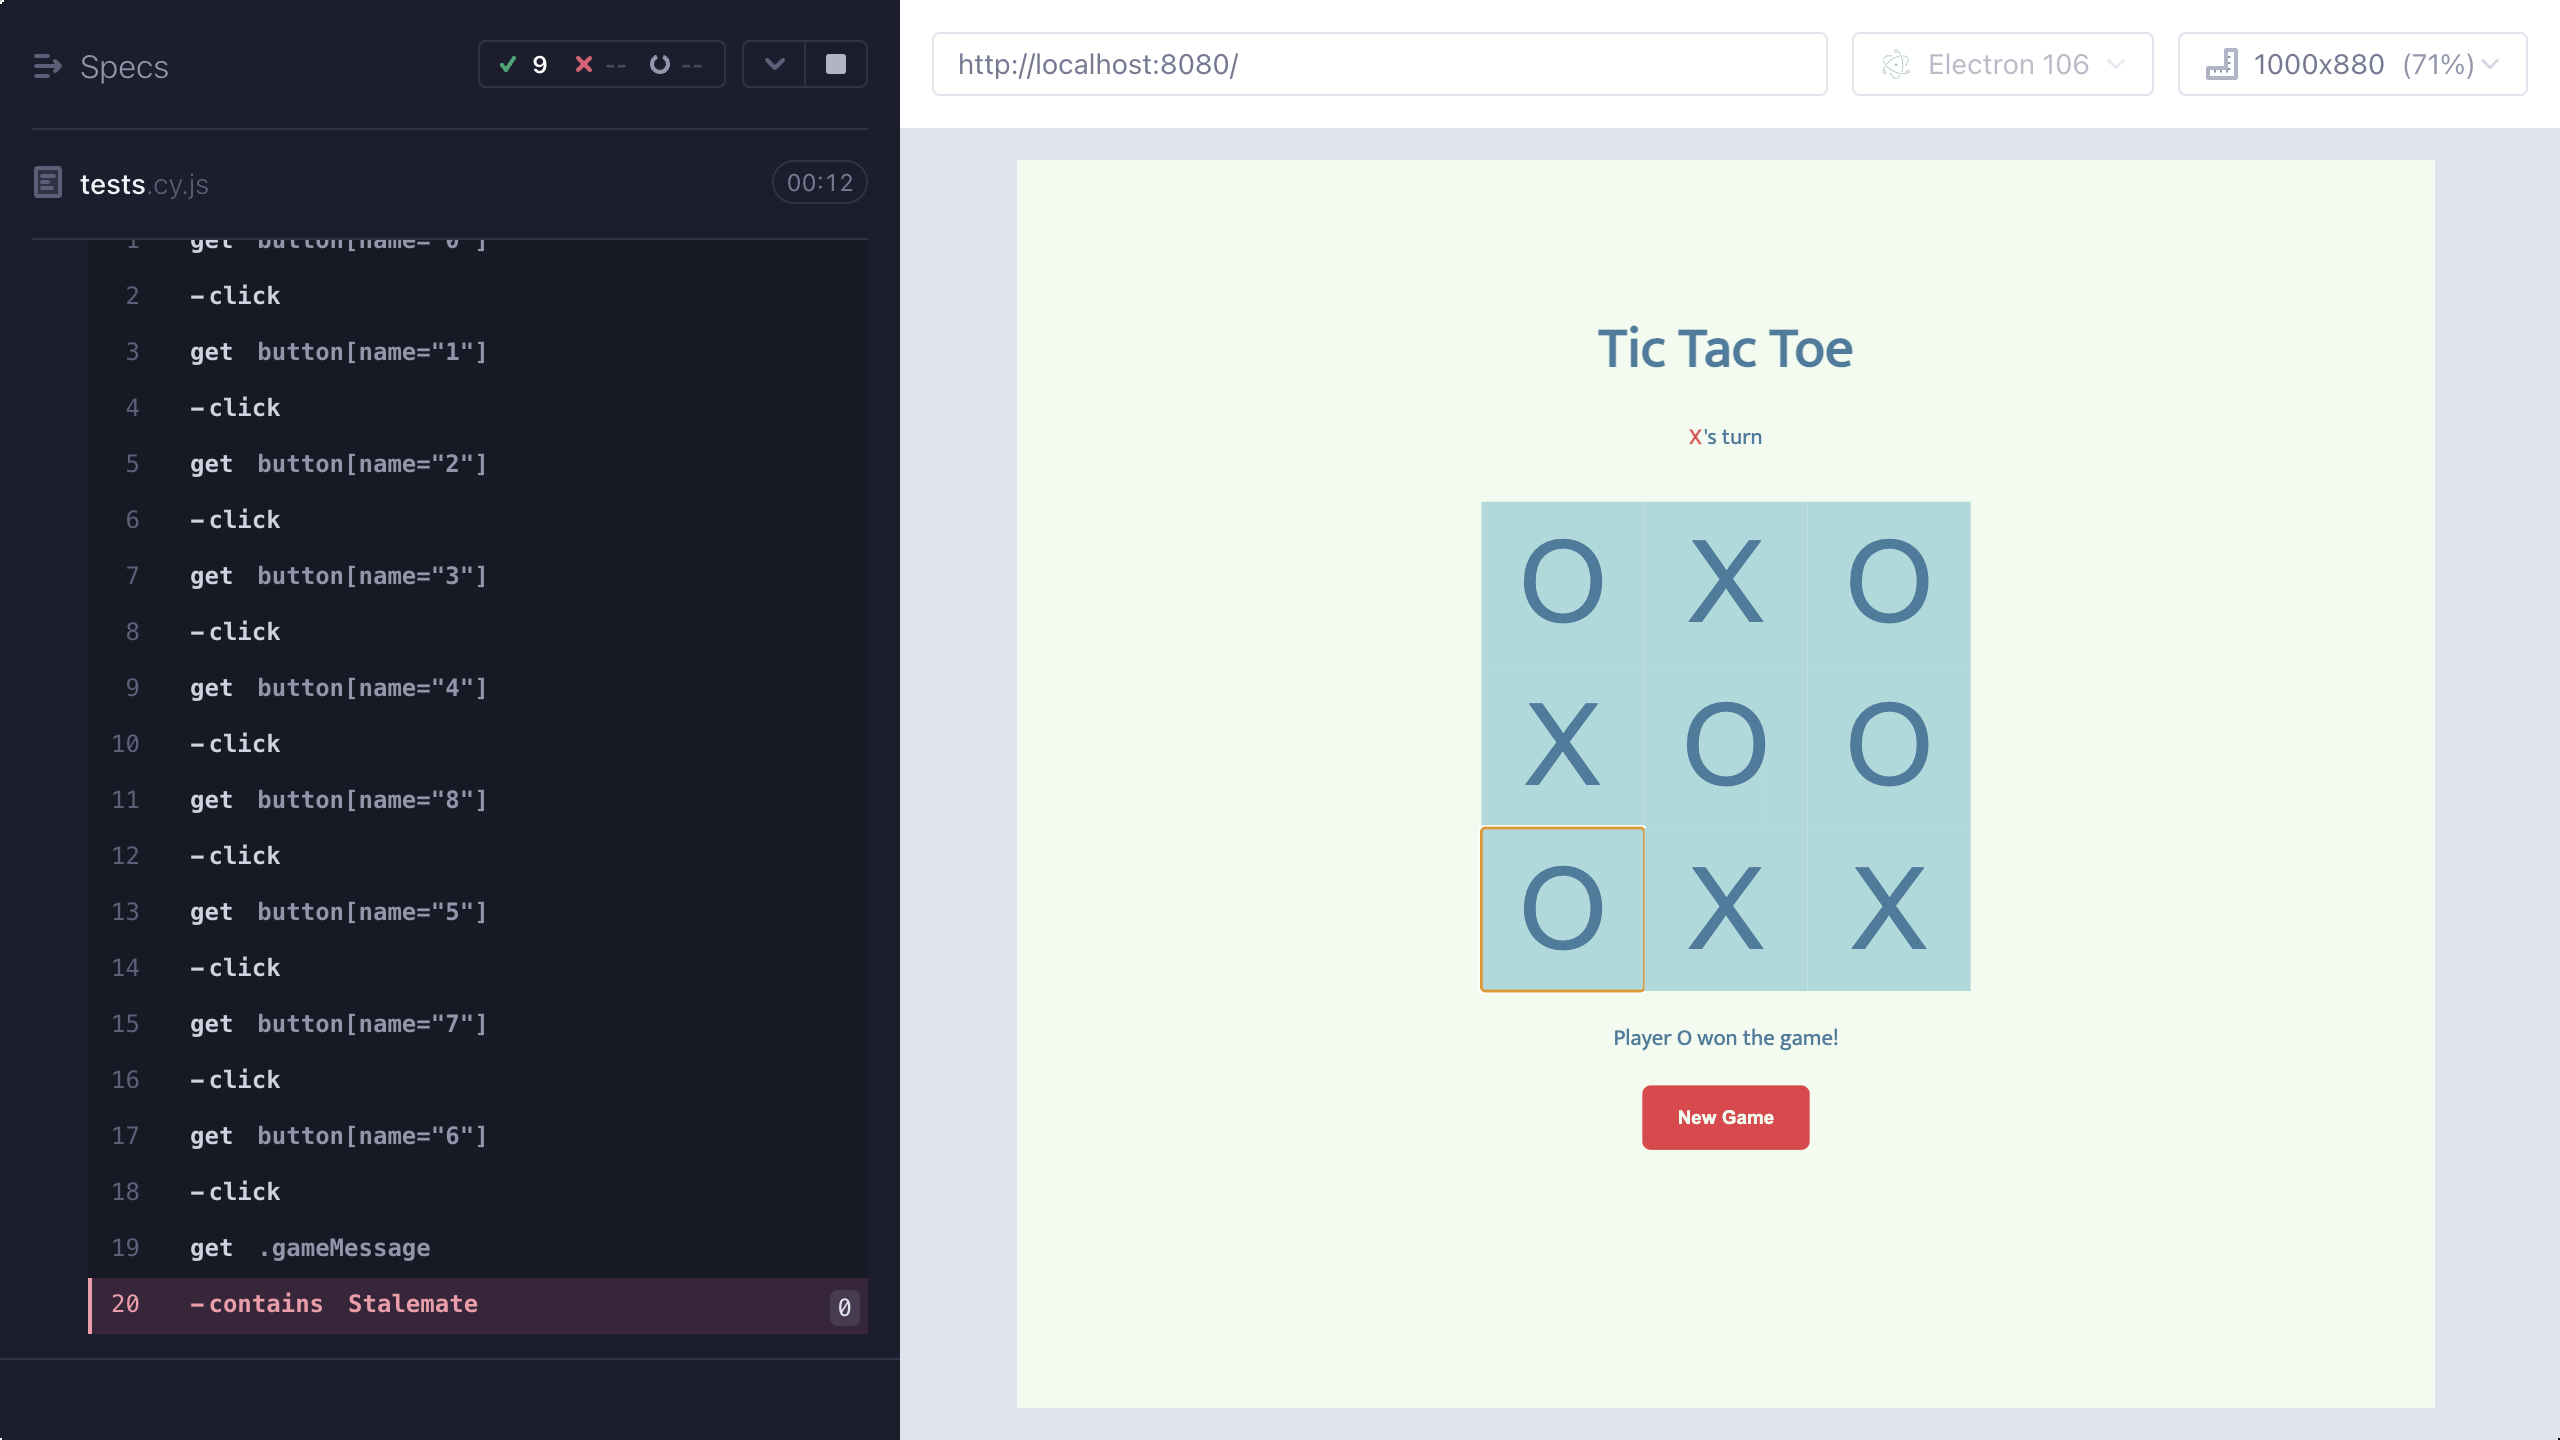 Specs
9 -- --
tests.cy.js
00:12
1 get button[name="0"]
2 -click
3 get button[name="1"]
4 -click
5 get button[name="2"]
6 -click
7 get button[name="3"]
8 -click
9 get button[name="4"]
10 -click
11 get button[name="8"]
12 -click
13 get button[name="5"]
14 -click
15 get button[name="7"]
16 -click
17 get button[name="6"]
18 -click
19 get .gameMessage
20 -contains Stalemate 0
http://localhost:8080/
Electron 106
1000x880 (71%)
Tic Tac Toe
X's turn
O X O
X O O
O X X
Player O won the game!
New Game